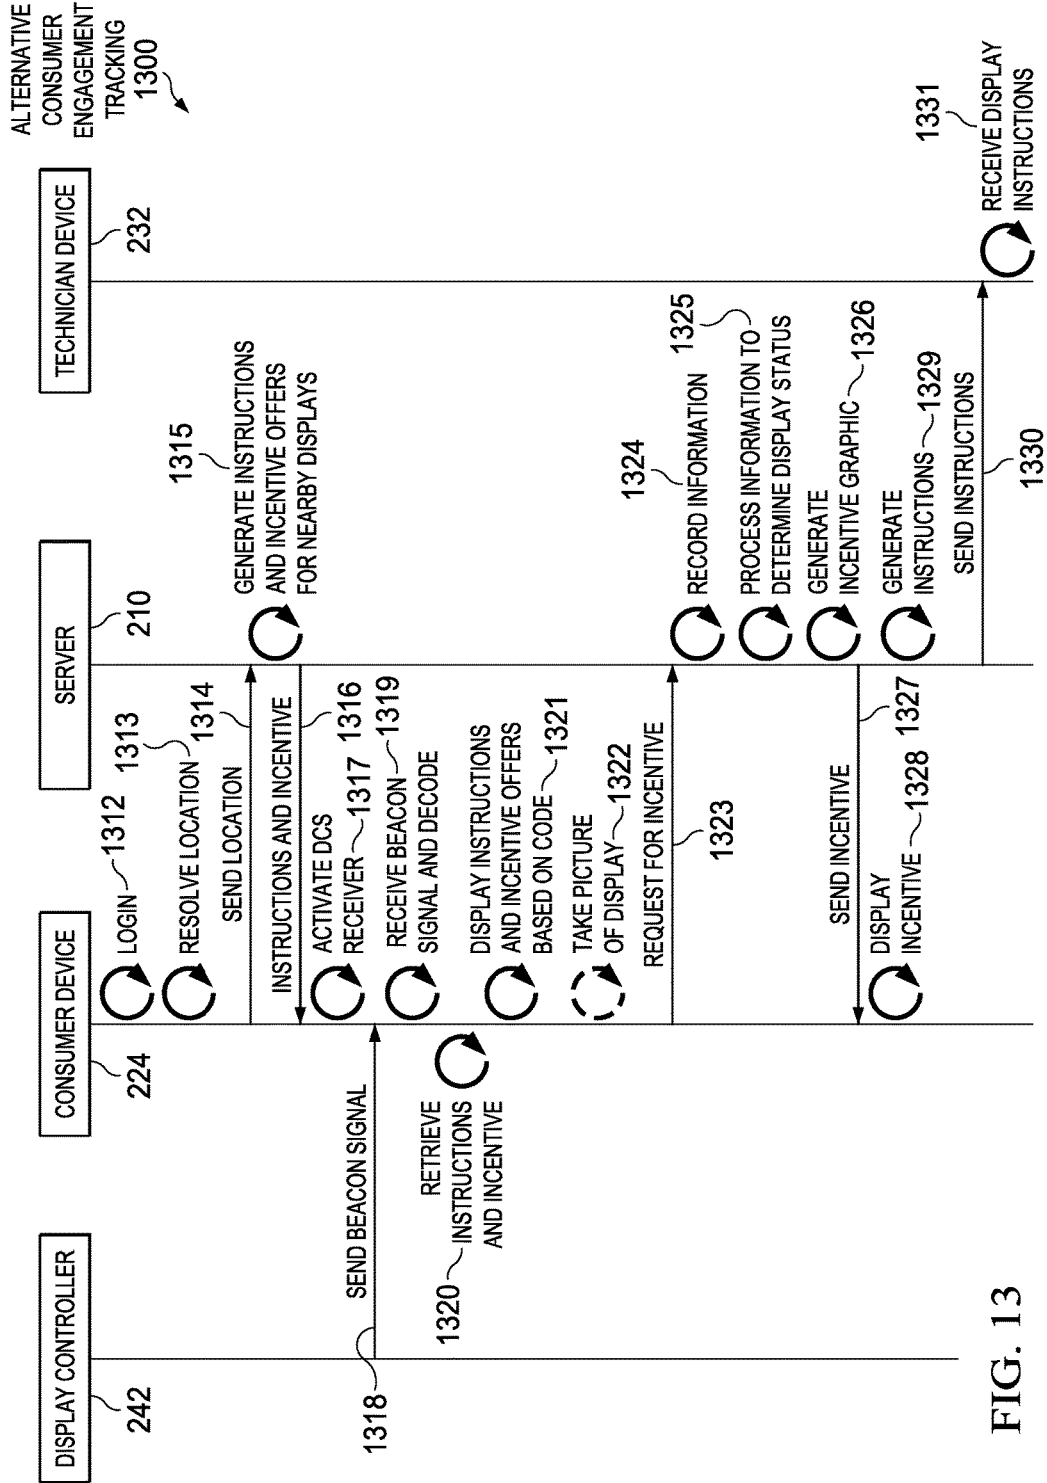 ALTERNATIVE
CONSUMER
ENGAGEMENT
TRACKING
1300
DISPLAY CONTROLLER
242
CONSUMER DEVICE
224
SERVER
210
TECHNICIAN DEVICE
232
LOGIN
1312
RESOLVE LOCATION
1313
SEND LOCATION
1314
GENERATE INSTRUCTIONS
AND INCENTIVE OFFERS
FOR NEARBY DISPLAYS
1315
INSTRUCTIONS AND INCENTIVE
1316
ACTIVATE DCS
RECEIVER
1317
SEND BEACON SIGNAL
1318
RECEIVE BEACON
SIGNAL AND DECODE
1319
RETRIEVE
INSTRUCTIONS
AND INCENTIVE
1320
DISPLAY INSTRUCTIONS
AND INCENTIVE OFFERS
BASED ON CODE
1321
TAKE PICTURE
OF DISPLAY
1322
REQUEST FOR INCENTIVE
1323
RECORD INFORMATION
1324
PROCESS INFORMATION TO
DETERMINE DISPLAY STATUS
1325
GENERATE
INCENTIVE GRAPHIC
1326
SEND INCENTIVE
1327
DISPLAY
INCENTIVE
1328
GENERATE
INSTRUCTIONS
1329
SEND INSTRUCTIONS
1330
RECEIVE DISPLAY
INSTRUCTIONS
1331
FIG. 13